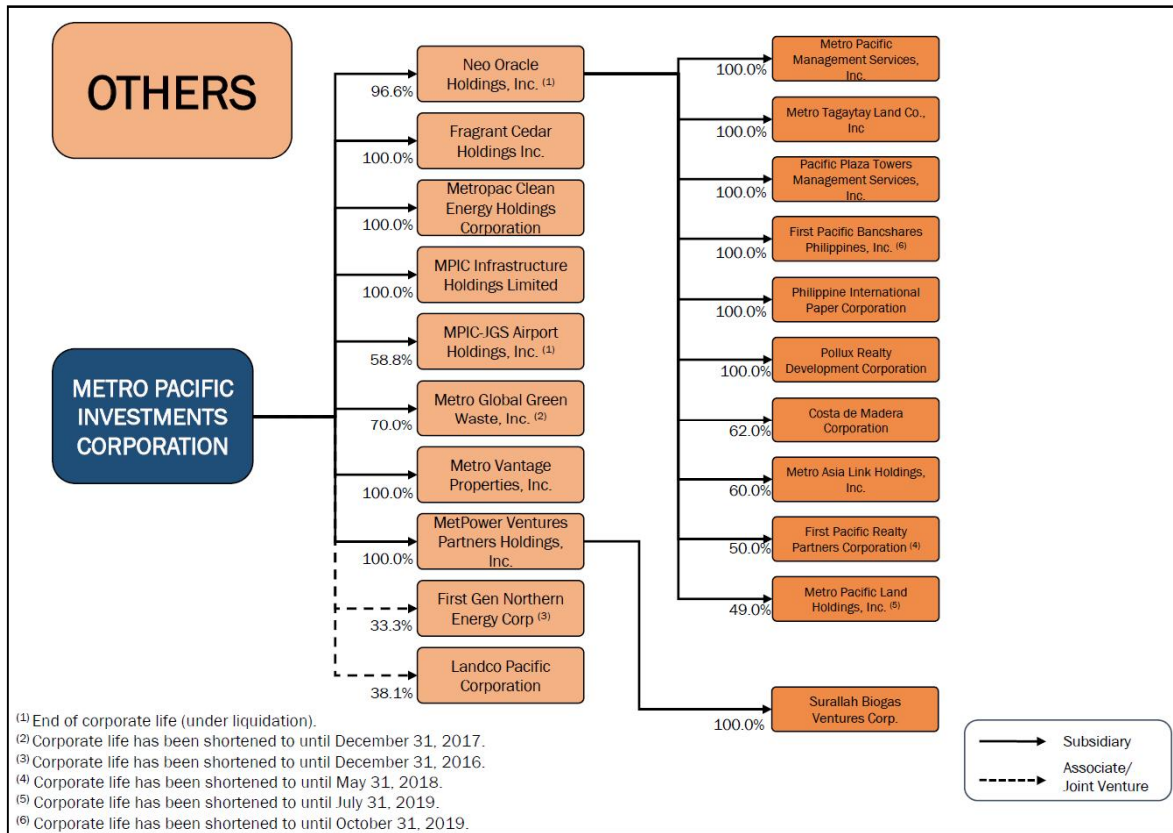 OTHERS
METRO PACIFIC
INVESTMENTS
CORPORATION
Neo Oracle
Holdings, Inc. (1)
96.6%
Fragrant Cedar
Holdings Inc.
100.0%
Metropac Clean
Energy Holdings
Corporation
100.0%
MPIC Infrastructure
Holdings Limited
100.0%
MPIC-JGS Airport
Holdings, Inc. (1)
58.8%
Metro Global Green
Waste, Inc. (2)
70.0%
Metro Vantage
Properties, Inc.
100.0%
MetPower Ventures
Partners Holdings,
Inc.
100.0%
First Gen Northern
Energy Corp (3)
33.3%
Landco Pacific
Corporation
38.1%
Metro Pacific
Management Services,
Inc.
100.0%
Metro Tagaytay Land Co.,
Inc
100.0%
Pacific Plaza Towers
Management Services,
Inc.
100.0%
First Pacific Bancshares
Philippines, Inc. (6)
100.0%
Philippine International
Paper Corporation
100.0%
Pollux Realty
Development Corporation
100.0%
Costa de Madera
Corporation
62.0%
Metro Asia Link Holdings,
Inc.
60.0%
First Pacific Realty
Partners Corporation (4)
50.0%
Metro Pacific Land
Holdings, Inc. (5)
49.0%
Surallah Biogas
Ventures Corp.
100.0%
(1) End of corporate life (under liquidation).
(2) Corporate life has been shortened to until December 31, 2017.
(3) Corporate life has been shortened to until December 31, 2016.
(4) Corporate life has been shortened to until May 31, 2018.
(5) Corporate life has been shortened to until July 31, 2019.
(6) Corporate life has been shortened to until October 31, 2019.
Subsidiary
Associate/
Joint Venture